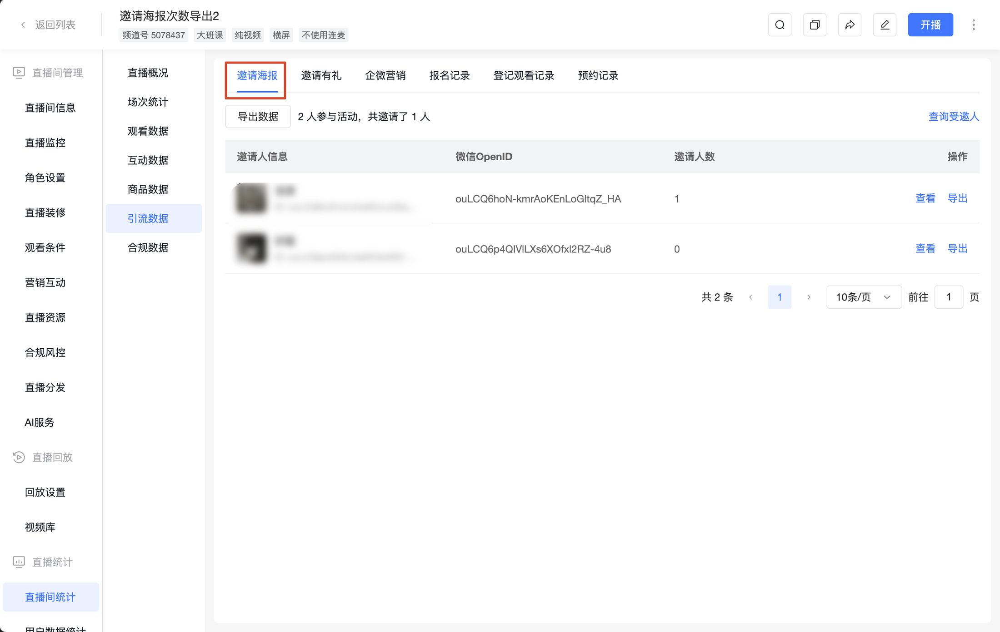 返回列表
邀请海报次数导出2
频道号 5078437 大班课 纯视频 横屏 不使用连麦
开播
直播间管理
直播间信息
直播监控
角色设置
直播装修
观看条件
营销互动
直播资源
合规风控
直播分发
AI服务
直播回放
回放设置
视频库
直播统计
直播间统计
用户数据统计
直播概况
场次统计
观看数据
互动数据
商品数据
引流数据
合规数据
邀请海报 邀请有礼 企微营销 报名记录 登记观看记录 预约记录
导出数据 2 人参与活动，共邀请了 1 人 查询受邀人
邀请人信息 微信OpenID 邀请人数 操作
ouLCQ6hoN-kmrAoKEnLoGltqZ_HA 1 查看 导出
ouLCQ6p4QIVlLXs6XOfxl2RZ-4u8 0 查看 导出
共 2 条 1 10条/页 前往 1 页